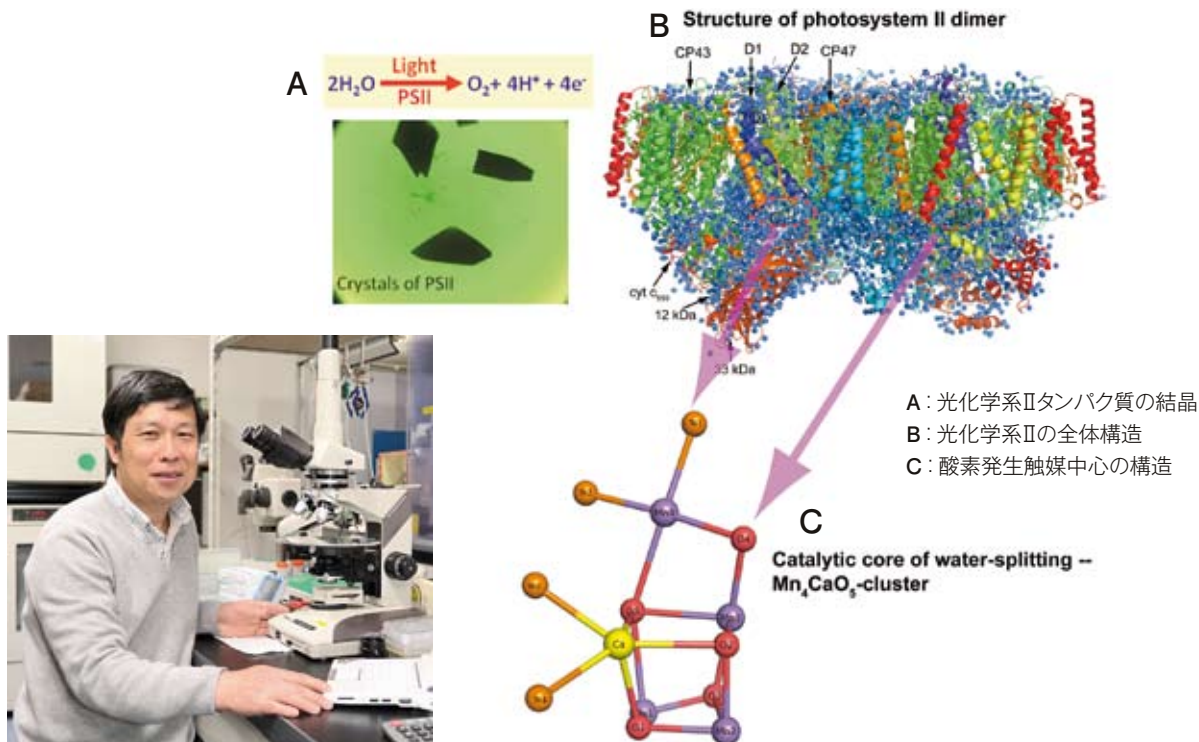 A
2H₂O Light PSII O₂+ 4H⁺ + 4e⁻
Crystals of PSII
B Structure of photosystem II dimer
CP43 D1 D2 CP47
cyt c₅₅₀
12 kDa
33 kDa
A：光化学系Ⅱタンパク質の結晶
B：光化学系Ⅱの全体構造
C：酸素発生触媒中心の構造
C
Catalytic core of water-splitting --
Mn₄CaO₅-cluster
Ca